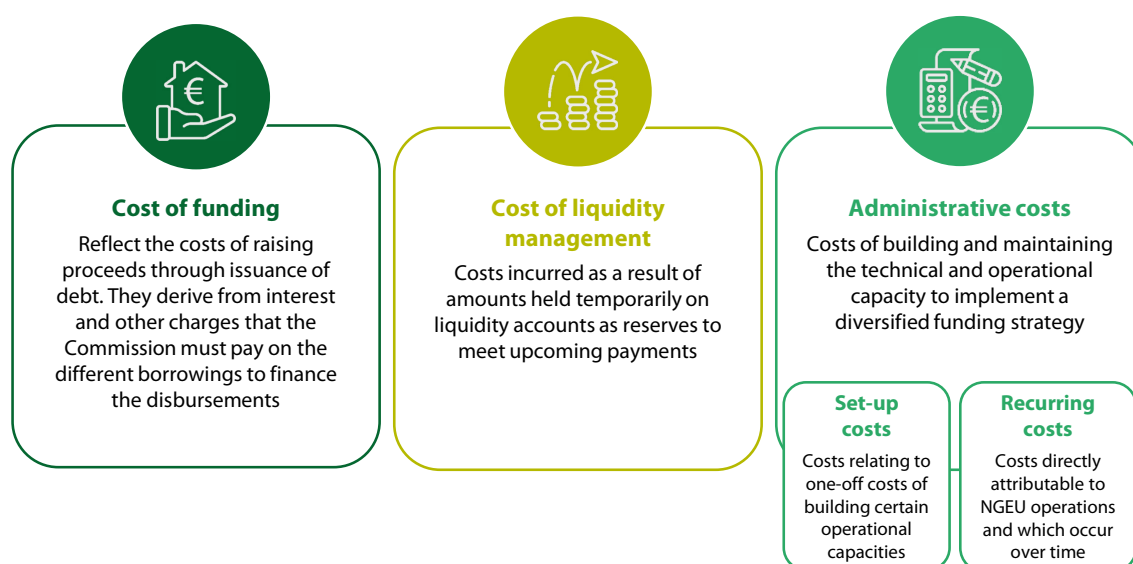 €
Cost of funding
Reflect the costs of raising
proceeds through issuance of
debt. They derive from interest
and other charges that the
Commission must pay on the
different borrowings to finance
the disbursements
Cost of liquidity
management
Costs incurred as a result of
amounts held temporarily on
liquidity accounts as reserves to
meet upcoming payments
€
Administrative costs
Costs of building and maintaining
the technical and operational
capacity to implement a
diversified funding strategy
Set-up
costs
Costs relating to
one-off costs of
building certain
operational
capacities
Recurring
costs
Costs directly
attributable to
NGEU operations
and which occur
over time